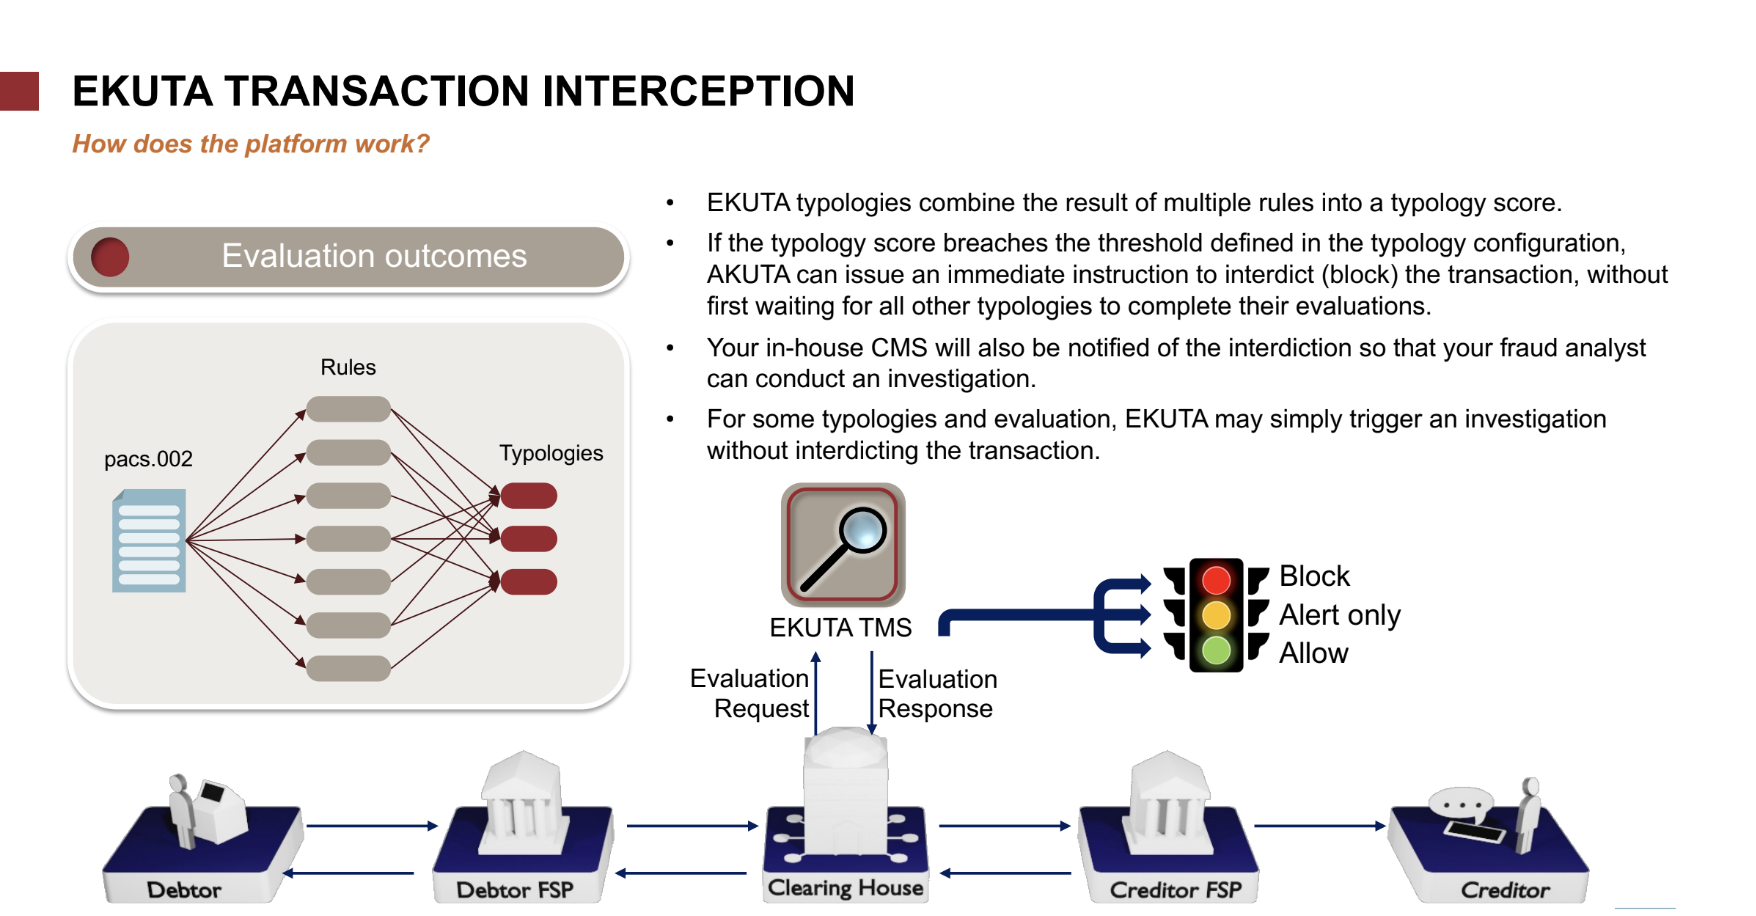 EKUTA TRANSACTION INTERCEPTION
How does the platform work?
Evaluation outcomes
Rules
pacs.002
Typologies
• EKUTA typologies combine the result of multiple rules into a typology score.
• If the typology score breaches the threshold defined in the typology configuration,
AKUTA can issue an immediate instruction to interdict (block) the transaction, without
first waiting for all other typologies to complete their evaluations.
• Your in-house CMS will also be notified of the interdiction so that your fraud analyst
can conduct an investigation.
• For some typologies and evaluation, EKUTA may simply trigger an investigation
without interdicting the transaction.
EKUTA TMS
Block
Alert only
Allow
Evaluation
Request
Evaluation
Response
Debtor
Debtor FSP
Clearing House
Creditor FSP
Creditor